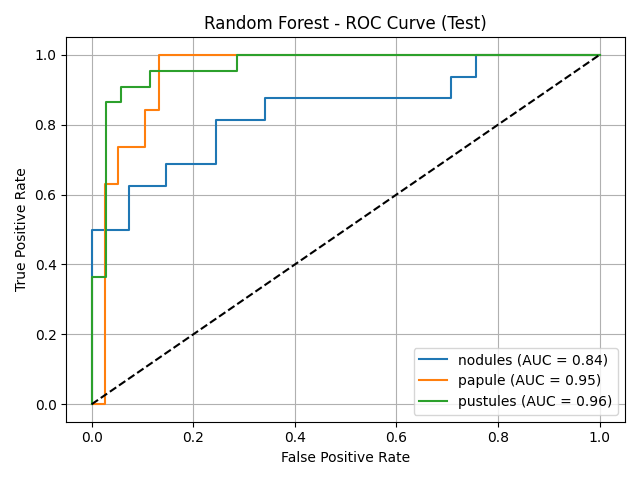 Random Forest - ROC Curve (Test)
True Positive Rate
1.0
0.8
0.6
0.4
0.2
0.0
0.0 0.2 0.4 0.6 0.8 1.0
False Positive Rate
nodules (AUC = 0.84)
papule (AUC = 0.95)
pustules (AUC = 0.96)